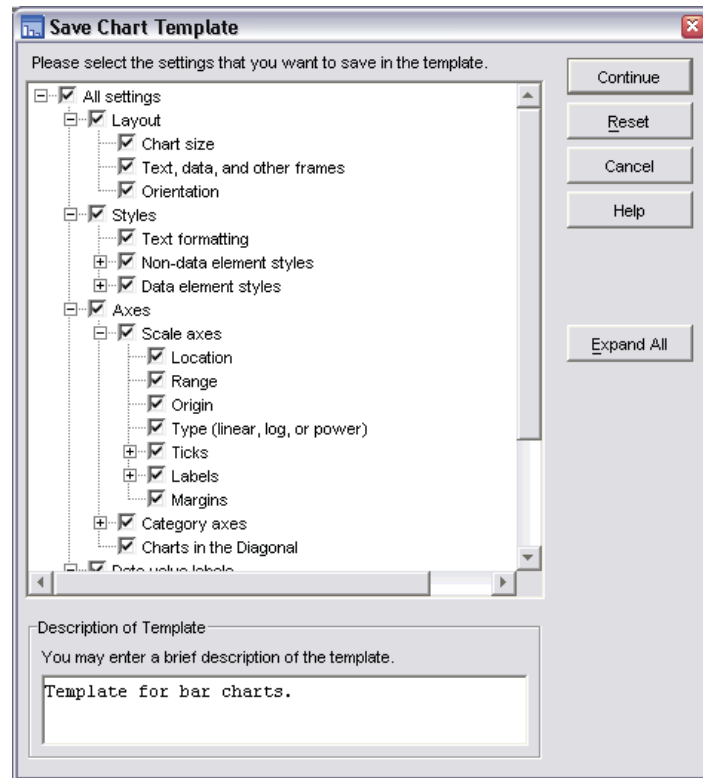 Save Chart Template
Please select the settings that you want to save in the template.
All settings
Layout
Chart size
Text, data, and other frames
Orientation
Styles
Text formatting
Non-data element styles
Data element styles
Axes
Scale axes
Location
Range
Origin
Type (linear, log, or power)
Ticks
Labels
Margins
Category axes
Charts in the Diagonal
Data value labels
Continue
Reset
Cancel
Help
Expand All
Description of Template
You may enter a brief description of the template.
Template for bar charts.